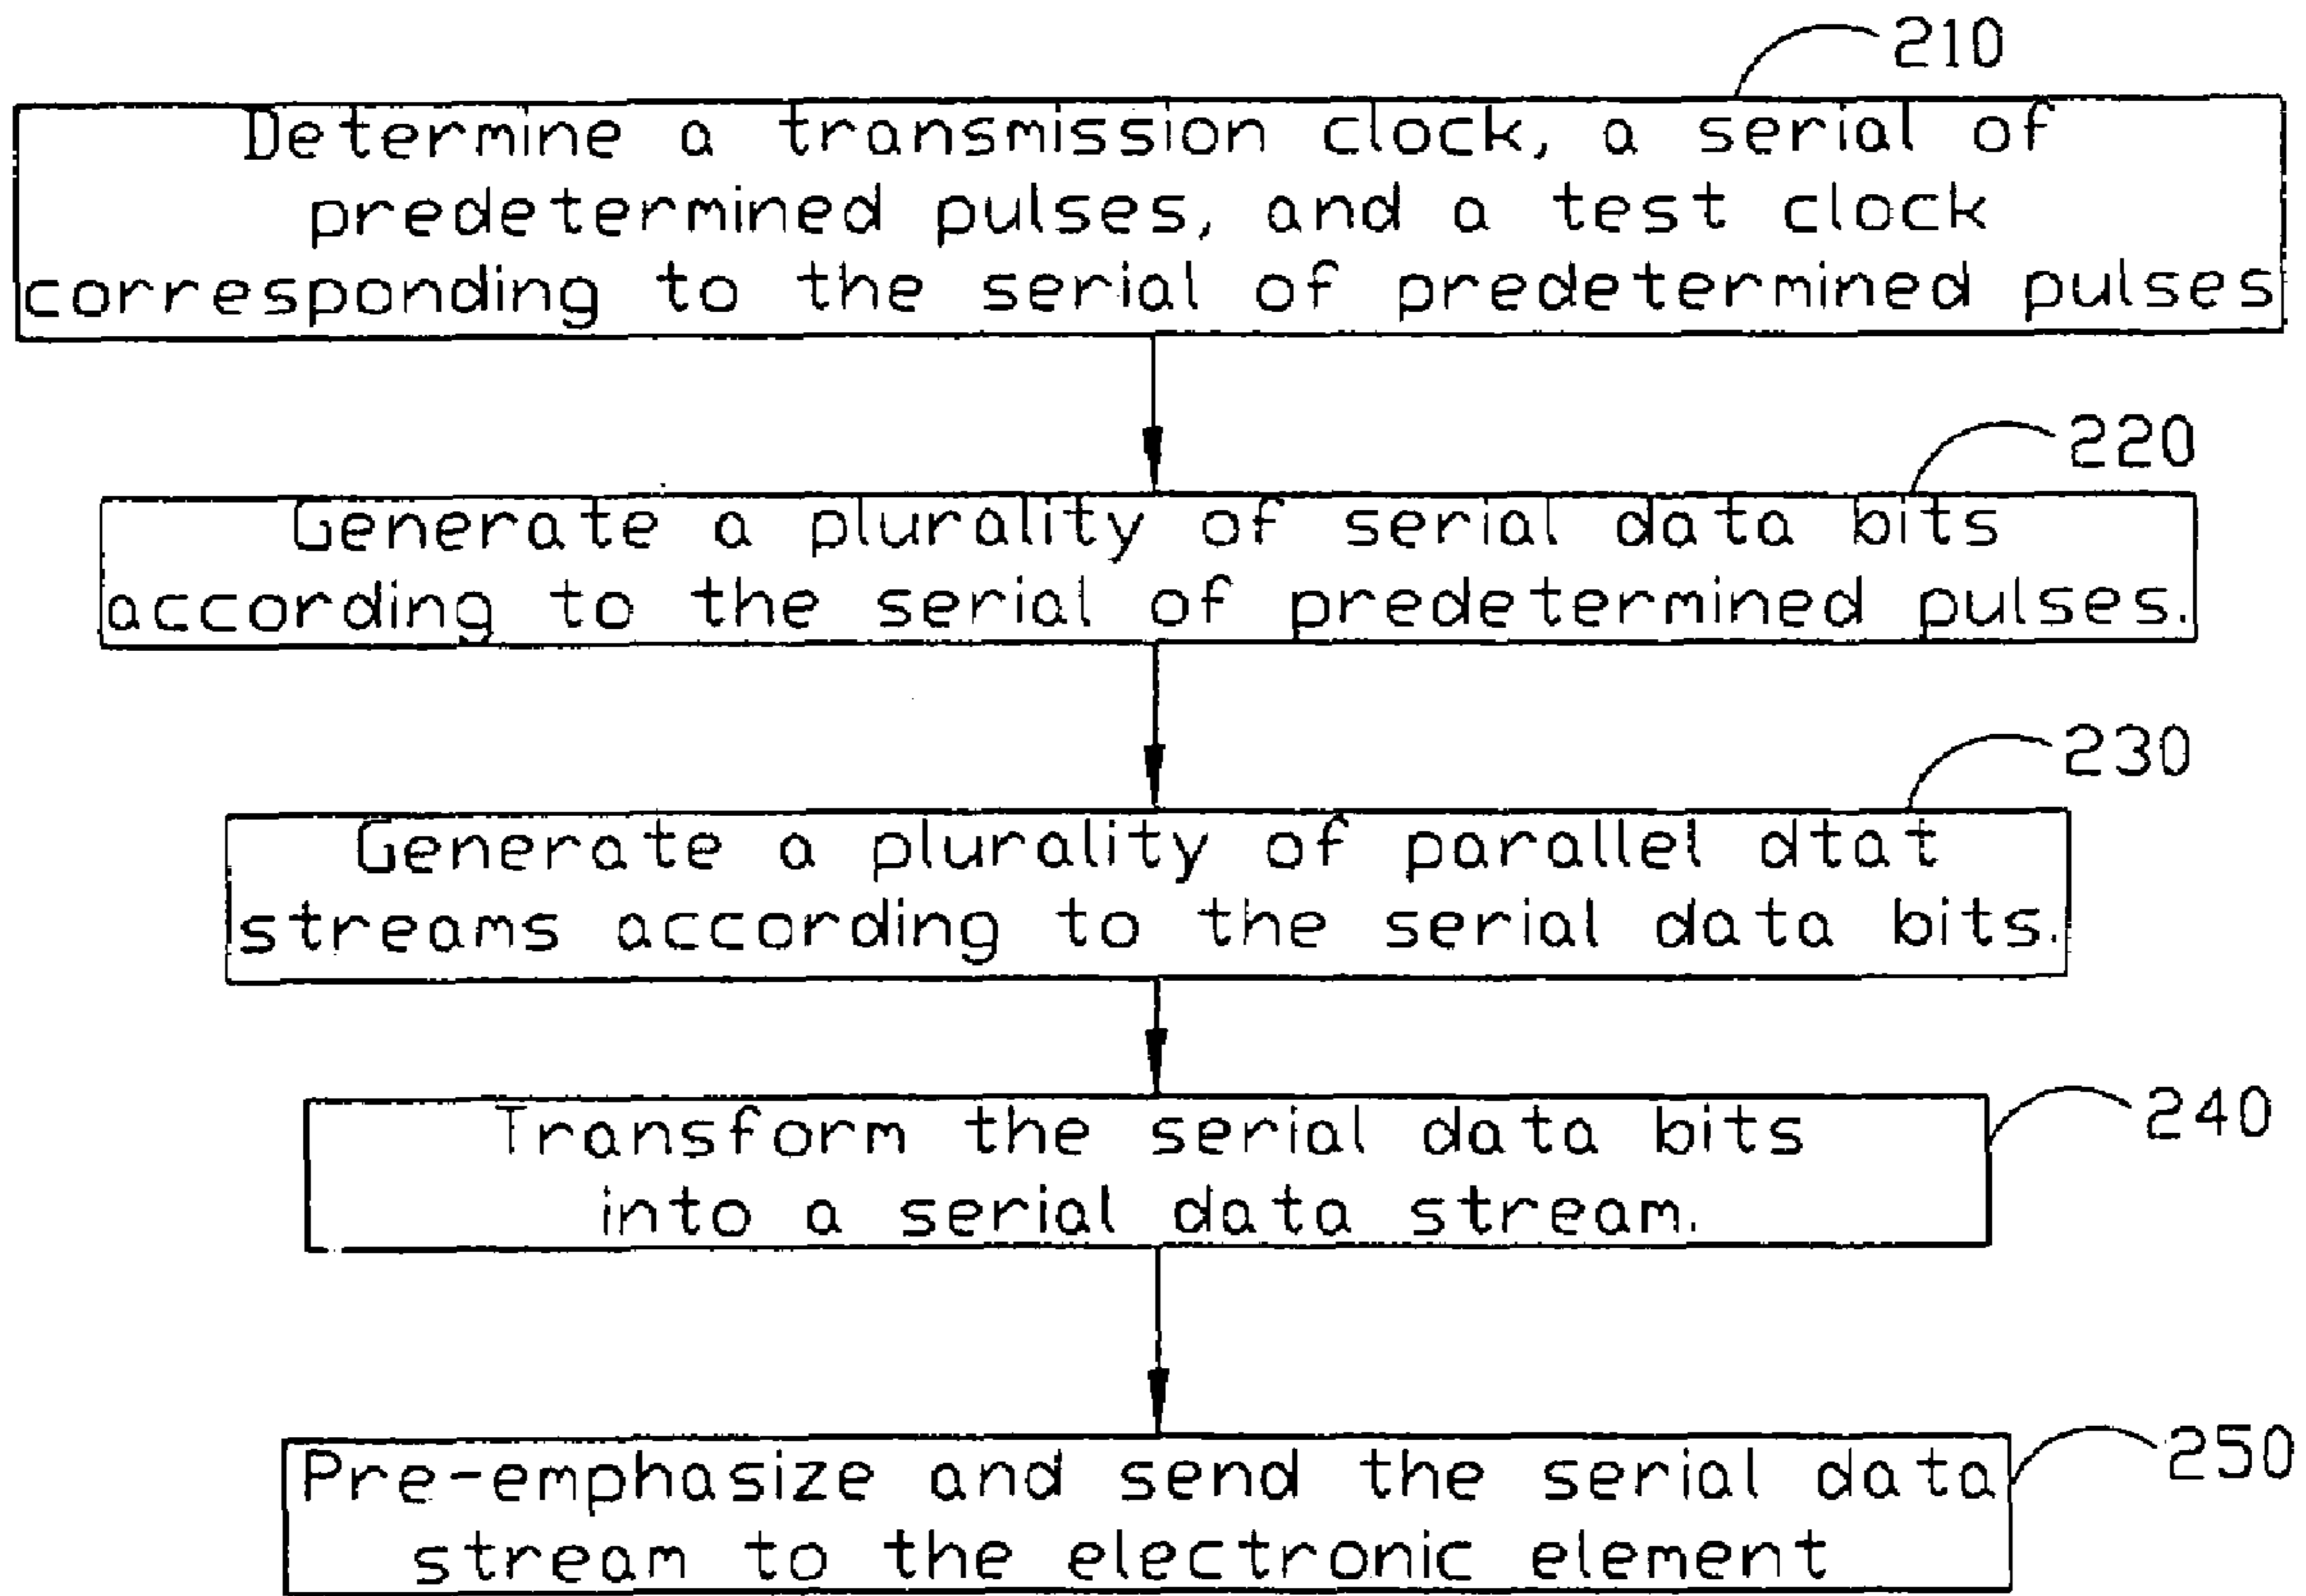 210
Determine a transmission clock, a serial of
predetermined pulses, and a test clock
corresponding to the serial of predetermined pulses
220
Generate a plurality of serial data bits
according to the serial of predetermined pulses.
230
Generate a plurality of parallel dtat
streams according to the serial data bits.
240
Transform the serial data bits
into a serial data stream.
250
Pre-emphasize and send the serial data
stream to the electronic element